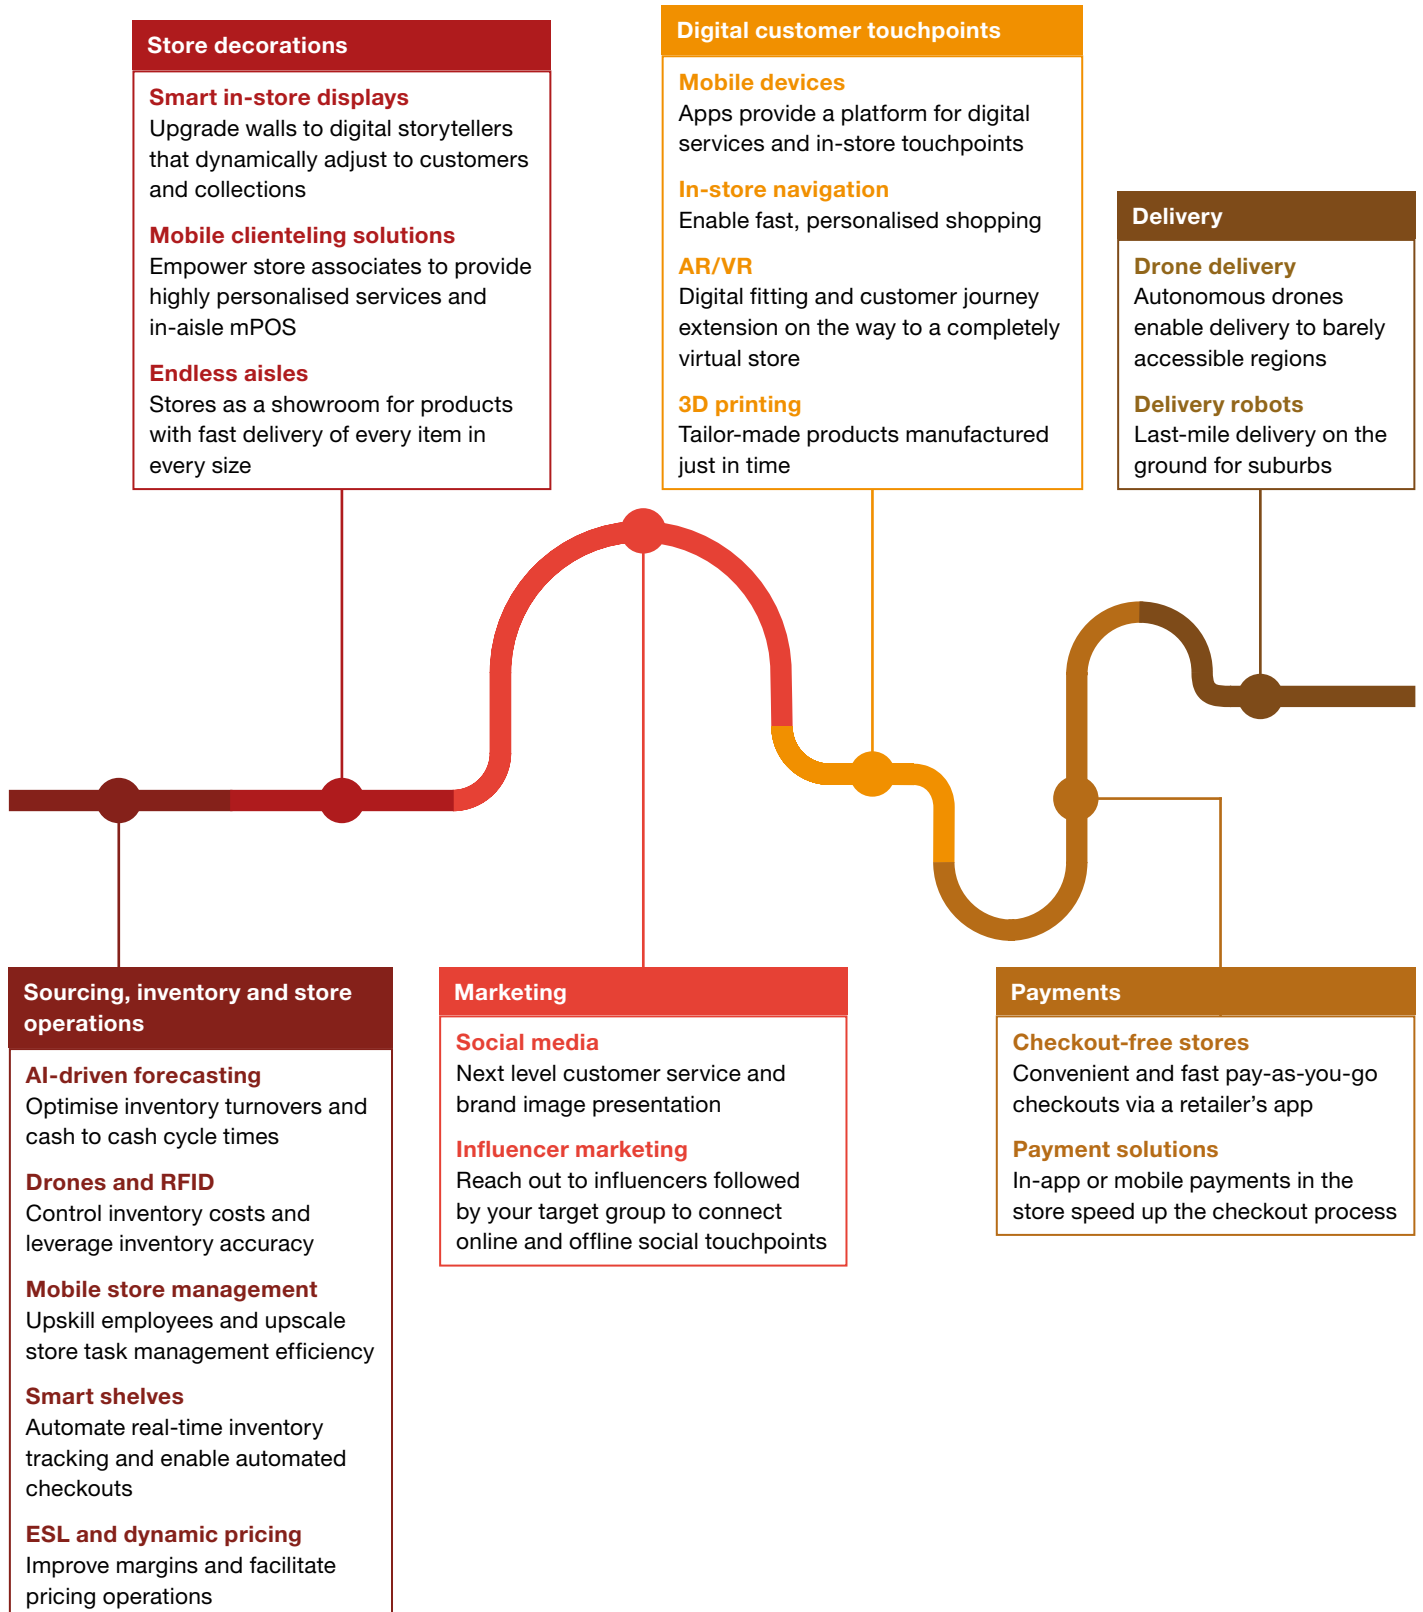 Store decorations
Smart in-store displays
Upgrade walls to digital storytellers
that dynamically adjust to customers
and collections
Mobile clienteling solutions
Empower store associates to provide
highly personalised services and
in-aisle mPOS
Endless aisles
Stores as a showroom for products
with fast delivery of every item in
every size
Digital customer touchpoints
Mobile devices
Apps provide a platform for digital
services and in-store touchpoints
In-store navigation
Enable fast, personalised shopping
AR/VR
Digital fitting and customer journey
extension on the way to a completely
virtual store
3D printing
Tailor-made products manufactured
just in time
Delivery
Drone delivery
Autonomous drones
enable delivery to barely
accessible regions
Delivery robots
Last-mile delivery on the
ground for suburbs
Sourcing, inventory and store
operations
AI-driven forecasting
Optimise inventory turnovers and
cash to cash cycle times
Drones and RFID
Control inventory costs and
leverage inventory accuracy
Mobile store management
Upskill employees and upscale
store task management efficiency
Smart shelves
Automate real-time inventory
tracking and enable automated
checkouts
ESL and dynamic pricing
Improve margins and facilitate
pricing operations
Marketing
Social media
Next level customer service and
brand image presentation
Influencer marketing
Reach out to influencers followed
by your target group to connect
online and offline social touchpoints
Payments
Checkout-free stores
Convenient and fast pay-as-you-go
checkouts via a retailer's app
Payment solutions
In-app or mobile payments in the
store speed up the checkout process